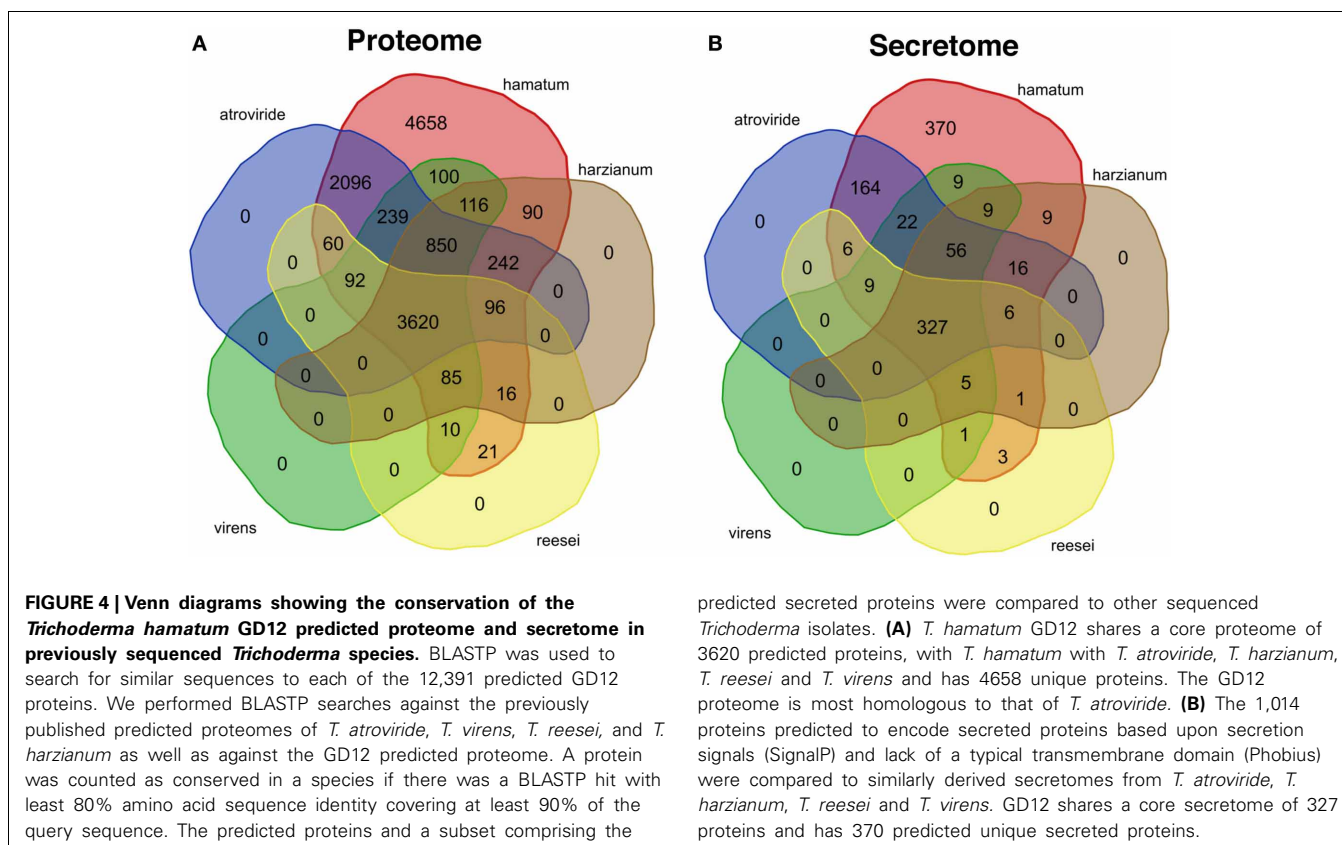 A
Proteome
hamatum
atroviride
harzianum
4658
2096
100
0
239
116
90
60
850
0
0
92
242
0
0
3620
96
0
0
0
0
85
16
0
0
0
10
0
0
21
0
virens
reesei
B
Secretome
hamatum
atroviride
harzianum
370
164
9
0
22
9
9
6
56
0
0
9
16
0
0
327
6
0
0
0
0
5
1
0
0
0
1
0
0
3
0
virens
reesei
FIGURE 4 | Venn diagrams showing the conservation of the
Trichoderma hamatum GD12 predicted proteome and secretome in
previously sequenced Trichoderma species. BLASTP was used to
search for similar sequences to each of the 12,391 predicted GD12
proteins. We performed BLASTP searches against the previously
published predicted proteomes of T. atroviride, T. virens, T. reesei, and T.
harzianum as well as against the GD12 predicted proteome. A protein
was counted as conserved in a species if there was a BLASTP hit with
least 80% amino acid sequence identity covering at least 90% of the
query sequence. The predicted proteins and a subset comprising the
predicted secreted proteins were compared to other sequenced
Trichoderma isolates. (A) T. hamatum GD12 shares a core proteome of
3620 predicted proteins, with T. hamatum with T. atroviride, T. harzianum,
T. reesei and T. virens and has 4658 unique proteins. The GD12
proteome is most homologous to that of T. atroviride. (B) The 1,014
proteins predicted to encode secreted proteins based upon secretion
signals (SignalP) and lack of a typical transmembrane domain (Phobius)
were compared to similarly derived secretomes from T. atroviride, T.
harzianum, T. reesei and T. virens. GD12 shares a core secretome of 327
proteins and has 370 predicted unique secreted proteins.